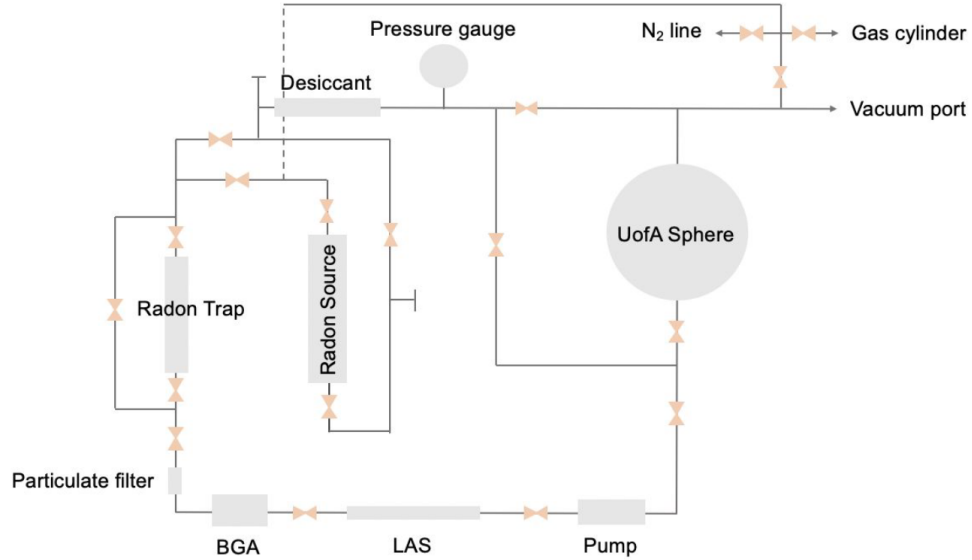 Pressure gauge
N₂ line
Gas cylinder
Desiccant
Vacuum port
UofA Sphere
Radon Trap
Radon Source
Particulate filter
BGA
LAS
Pump